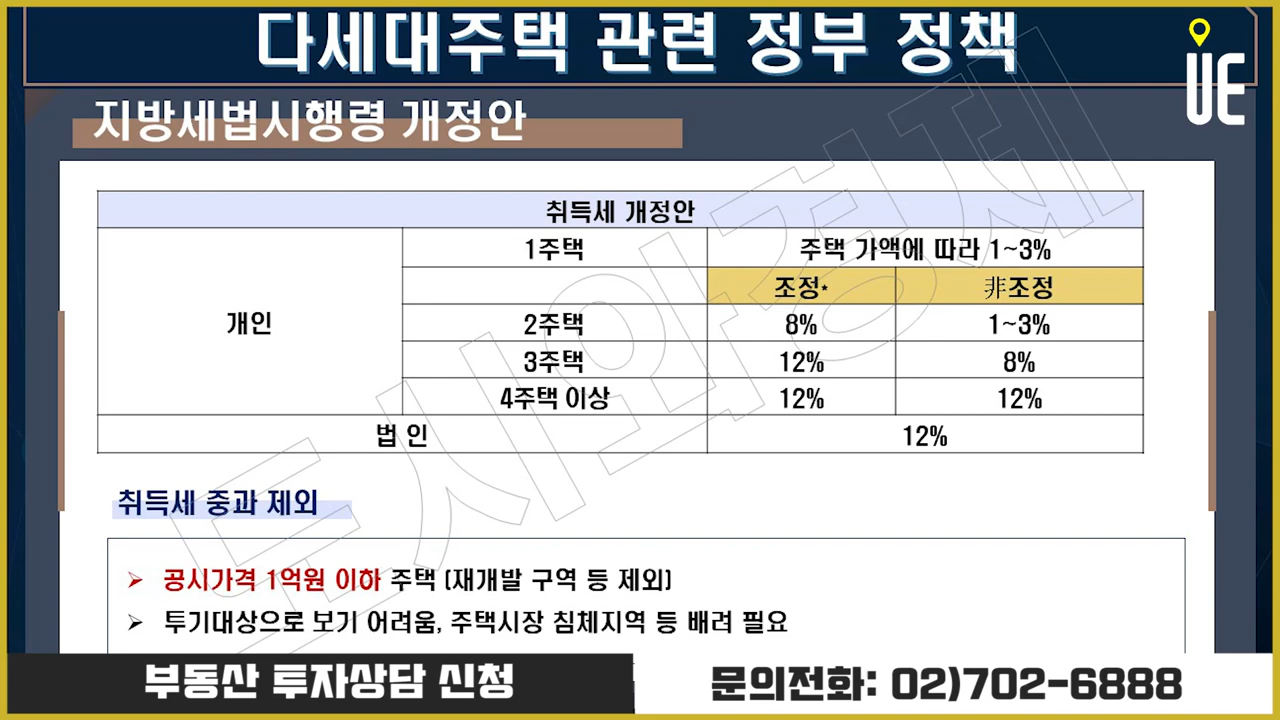 다세대주택 관련 정부 정책
UE
지방세법시행령 개정안
취득세 개정안
개인
1주택
주택 가액에 따라 1~3%
조정*
非조정
2주택
8%
1~3%
3주택
12%
8%
4주택 이상
12%
12%
법 인
12%
도시와경제
취득세 중과 제외
➢ 공시가격 1억원 이하 주택 (재개발 구역 등 제외)
➢ 투기대상으로 보기 어려움, 주택시장 침체지역 등 배려 필요
부동산 투자상담 신청
문의전화: 02)702-6888